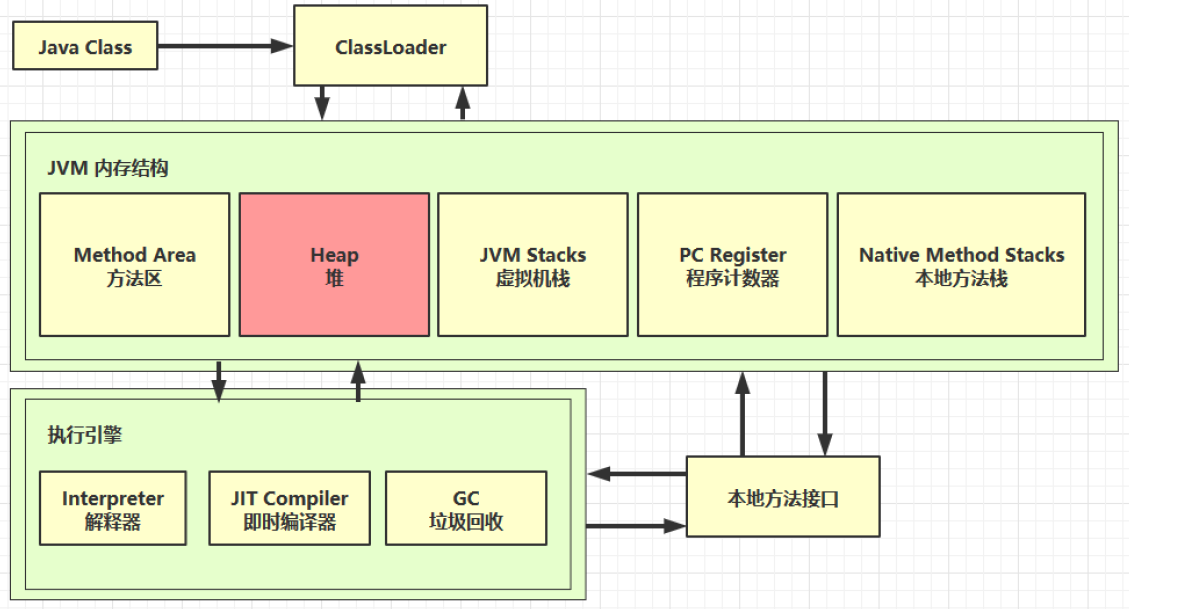 Java Class
ClassLoader
JVM 内存结构
Method Area
方法区
Heap
堆
JVM Stacks
虚拟机栈
PC Register
程序计数器
Native Method Stacks
本地方法栈
执行引擎
Interpreter
解释器
JIT Compiler
即时编译器
GC
垃圾回收
本地方法接口